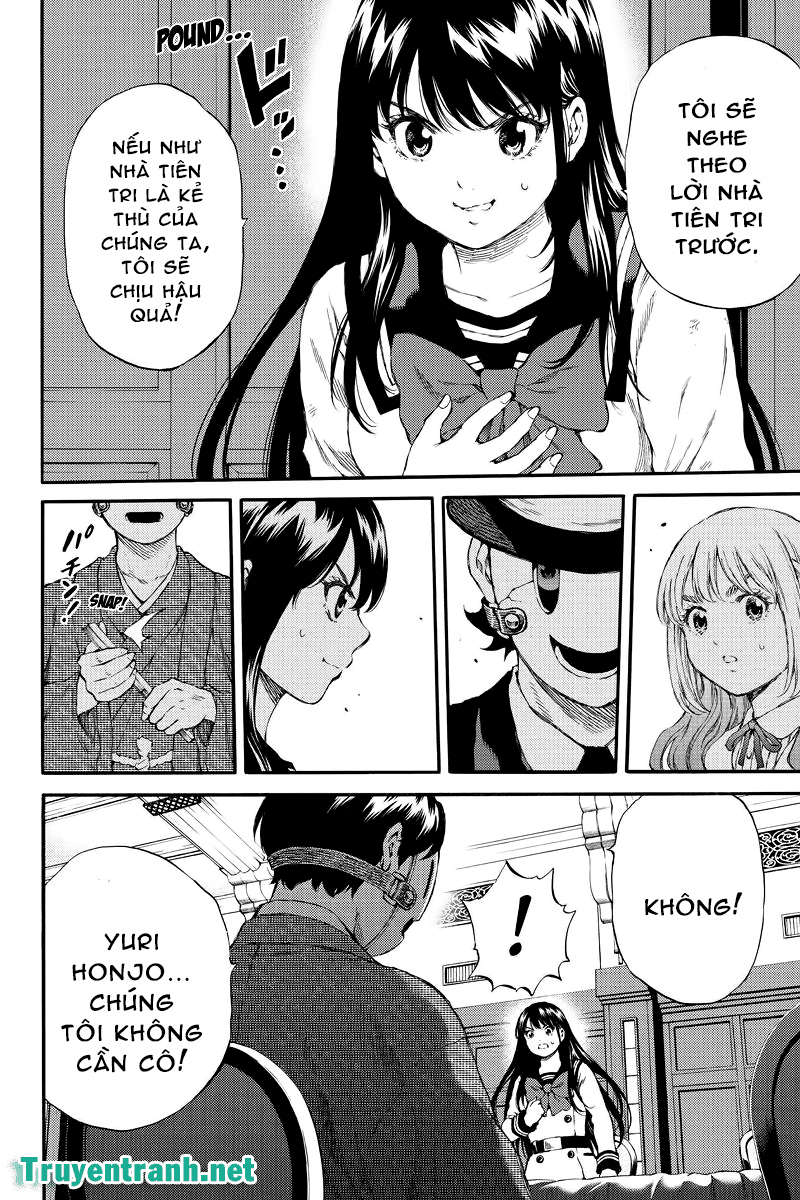 TÔI SẼ
NGHE
THEO
LỜI NHÀ
TIÊN TRI
TRƯỚC.
POUND...
ドド...
NẾU NHƯ
NHÀ TIÊN
TRI LÀ KẺ
THÙ CỦA
CHÚNG TA,
TÔI SẼ
CHỊU HẬU
QUẢ!
パチン!
SNAP!
KHÔNG!
!
YURI
HONJO...
CHÚNG
TÔI KHÔNG
CẦN CÔ!
Truyentranh.net